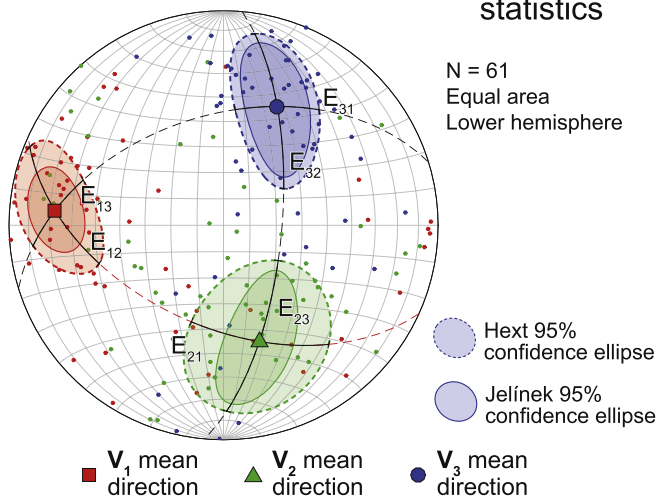 statistics
N = 61
Equal area
Lower hemisphere
E31
E32
E13
E12
E23
E21
Hext 95%
confidence ellipse
Jelínek 95%
confidence ellipse
V1 mean
direction
V2 mean
direction
V3 mean
direction